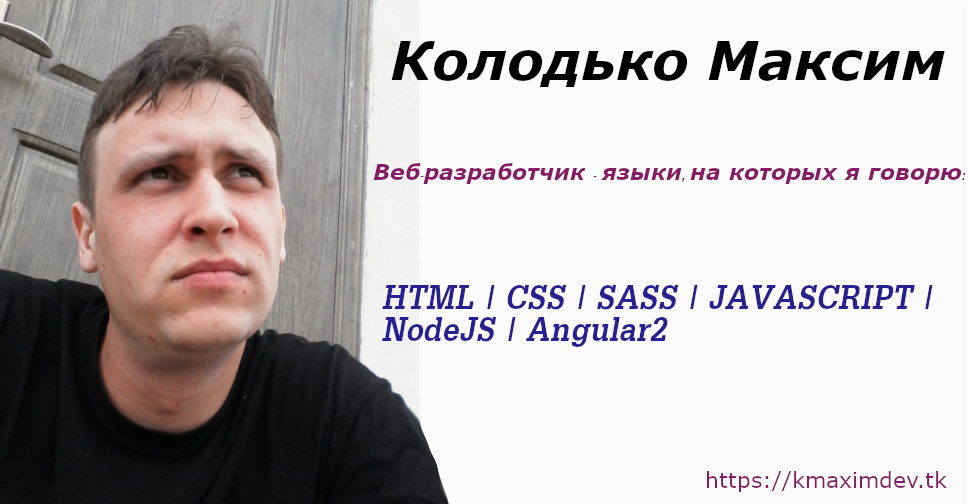 Колодько Максим
Веб-разработчик - языки, на которых я говорю:
HTML | CSS | SASS | JAVASCRIPT |
NodeJS | Angular2
https://kmaximdev.tk